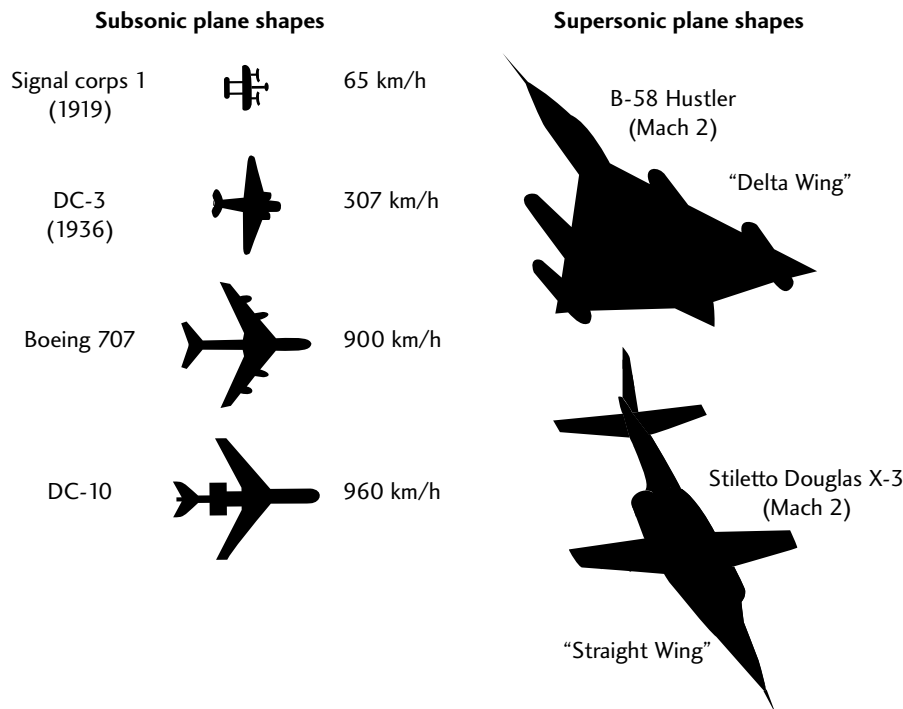 Subsonic plane shapes
Signal corps 1
(1919)
65 km/h
DC-3
(1936)
307 km/h
Boeing 707
900 km/h
DC-10
960 km/h
Supersonic plane shapes
B-58 Hustler
(Mach 2)
“Delta Wing”
Stiletto Douglas X-3
(Mach 2)
“Straight Wing”